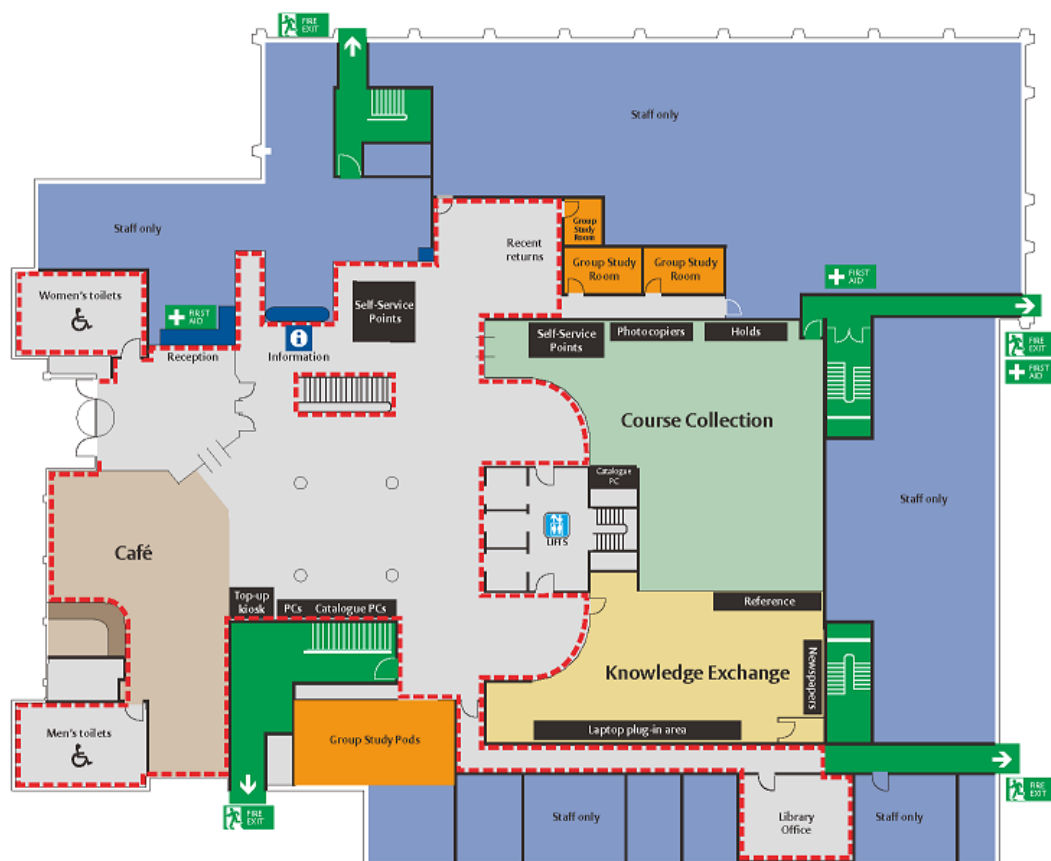 FIRE
EXIT
Staff only
Staff only
Recent
returns
Group
Study
Room
Group Study
Room
Group Study
Room
FIRST
AID
Women's toilets
FIRST
AID
Reception
Information
Self-Service
Points
Self-Service
Points
Photocopiers
Holds
FIRE
EXIT
FIRST
AID
Course Collection
Catalogue
PC
LIFTS
Staff only
Café
Top-up
kiosk
PCs
Catalogue PCs
Reference
Knowledge Exchange
Newspapers
Laptop plug-in area
Men's toilets
Group Study Pods
FIRE
EXIT
FIRE
EXIT
Staff only
Library
Office
Staff only